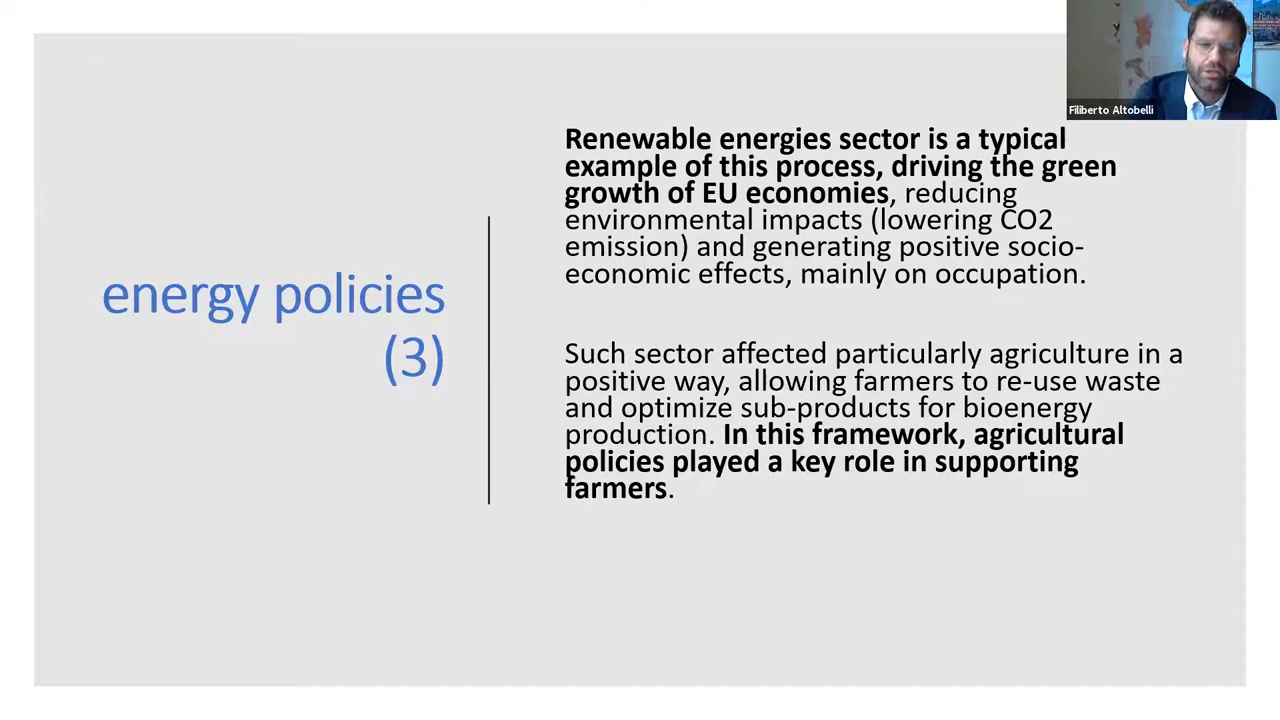 Filiberto Altobelli
energy policies
(3)
Renewable energies sector is a typical
example of this process, driving the green
growth of EU economies, reducing
environmental impacts (lowering CO2
emission) and generating positive socio-
economic effects, mainly on occupation.
Such sector affected particularly agriculture in a
positive way, allowing farmers to re-use waste
and optimize sub-products for bioenergy
production. In this framework, agricultural
policies played a key role in supporting
farmers.